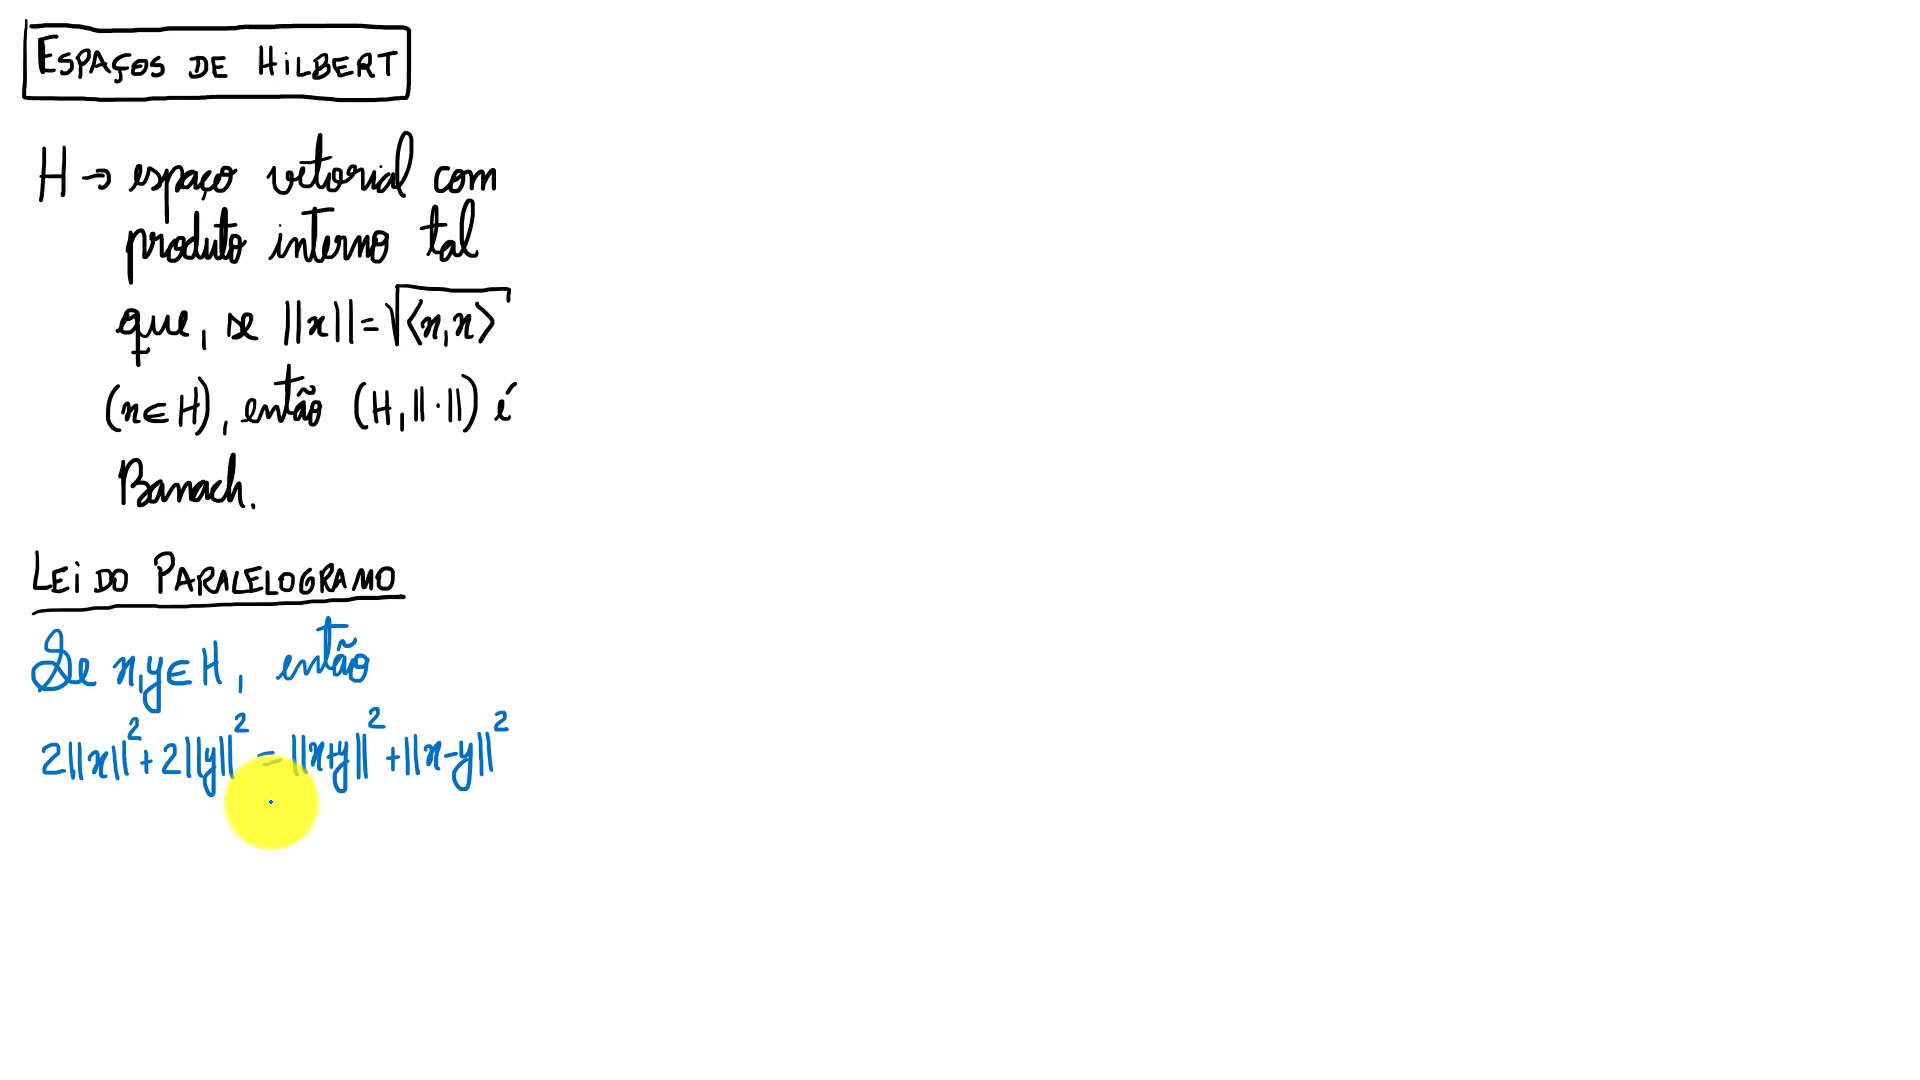 ESPAÇOS DE HILBERT
H → espaço vetorial com
produto interno tal
que, se ||x|| = √⟨x,x⟩
(x ∈ H), então (H, ||·||) é
Banach.
LEI DO PARALELOGRAMO
Se x,y ∈ H, então
2||x||² + 2||y||² = ||x+y||² + ||x-y||²